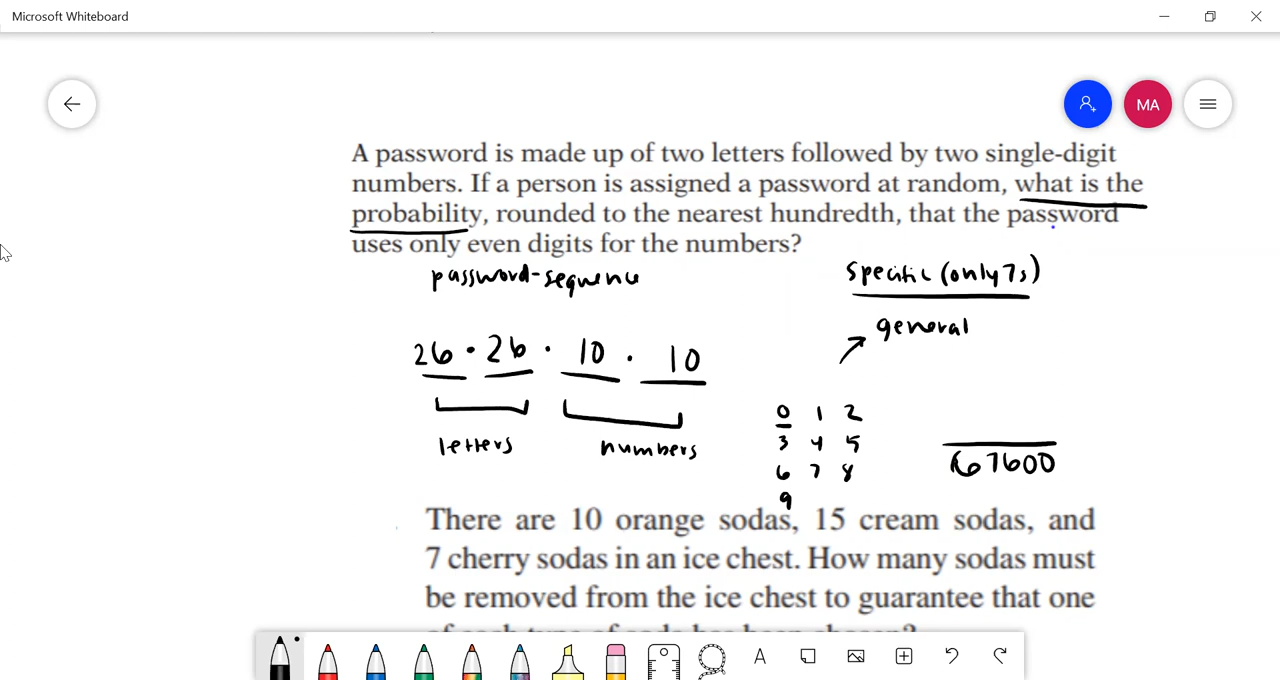 Microsoft Whiteboard
MA
A password is made up of two letters followed by two single-digit
numbers. If a person is assigned a password at random, what is the
probability, rounded to the nearest hundredth, that the password
uses only even digits for the numbers?
password-sequence
specific (only 7s)
general
26 · 26 · 10 · 10
letters
numbers
0 1 2
3 4 5
6 7 8
9
67600
There are 10 orange sodas, 15 cream sodas, and
7 cherry sodas in an ice chest. How many sodas must
be removed from the ice chest to guarantee that one
A